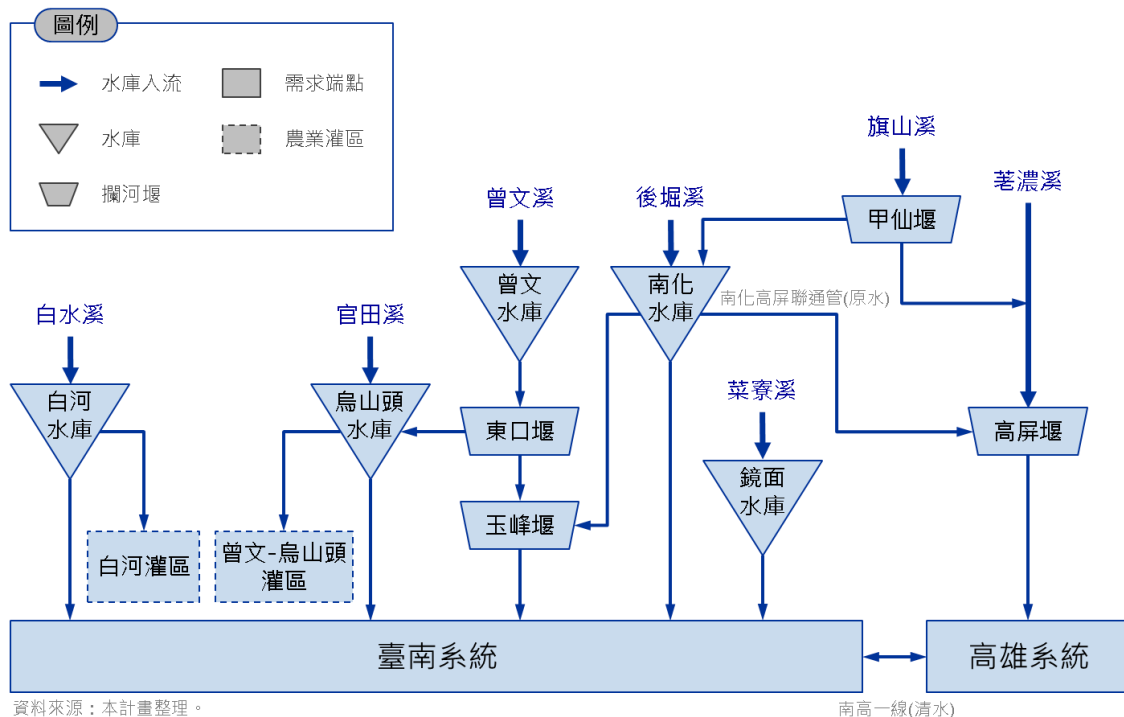 圖例
水庫入流
需求端點
水庫
農業灌區
攔河堰
旗山溪
荖濃溪
曾文溪
後堀溪
甲仙堰
曾文
水庫
南化
水庫
南化高屏聯通管(原水)
白水溪
官田溪
菜寮溪
白河
水庫
烏山頭
水庫
東口堰
高屏堰
鏡面
水庫
玉峰堰
白河灌區
曾文-烏山頭
灌區
臺南系統
高雄系統
資料來源：本計畫整理。
南高一線(清水)